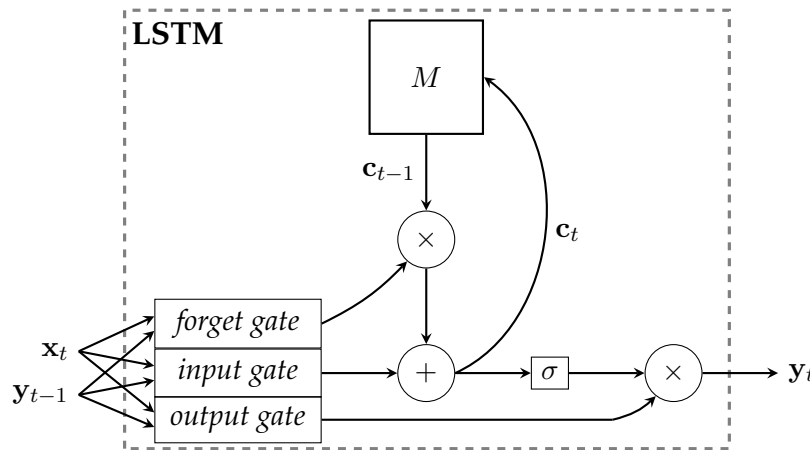 LSTM
M
c_{t−1}
×
c_t
forget gate
x_t
input gate
+
σ
×
y_t
y_{t−1}
output gate